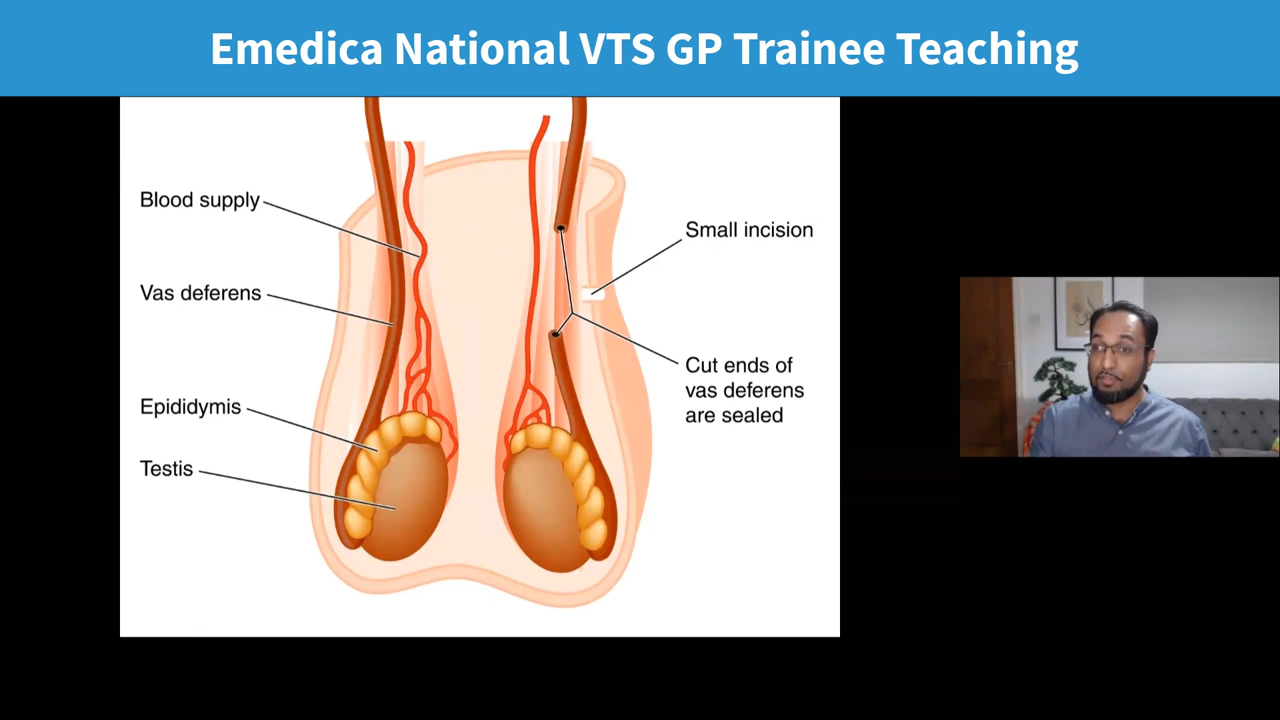 Emedica National VTS GP Trainee Teaching
Blood supply
Vas deferens
Epididymis
Testis
Small incision
Cut ends of
vas deferens
are sealed